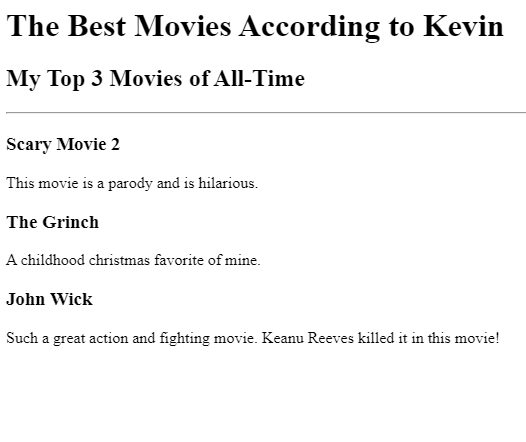 The Best Movies According to Kevin
My Top 3 Movies of All-Time
Scary Movie 2
This movie is a parody and is hilarious.
The Grinch
A childhood christmas favorite of mine.
John Wick
Such a great action and fighting movie. Keanu Reeves killed it in this movie!